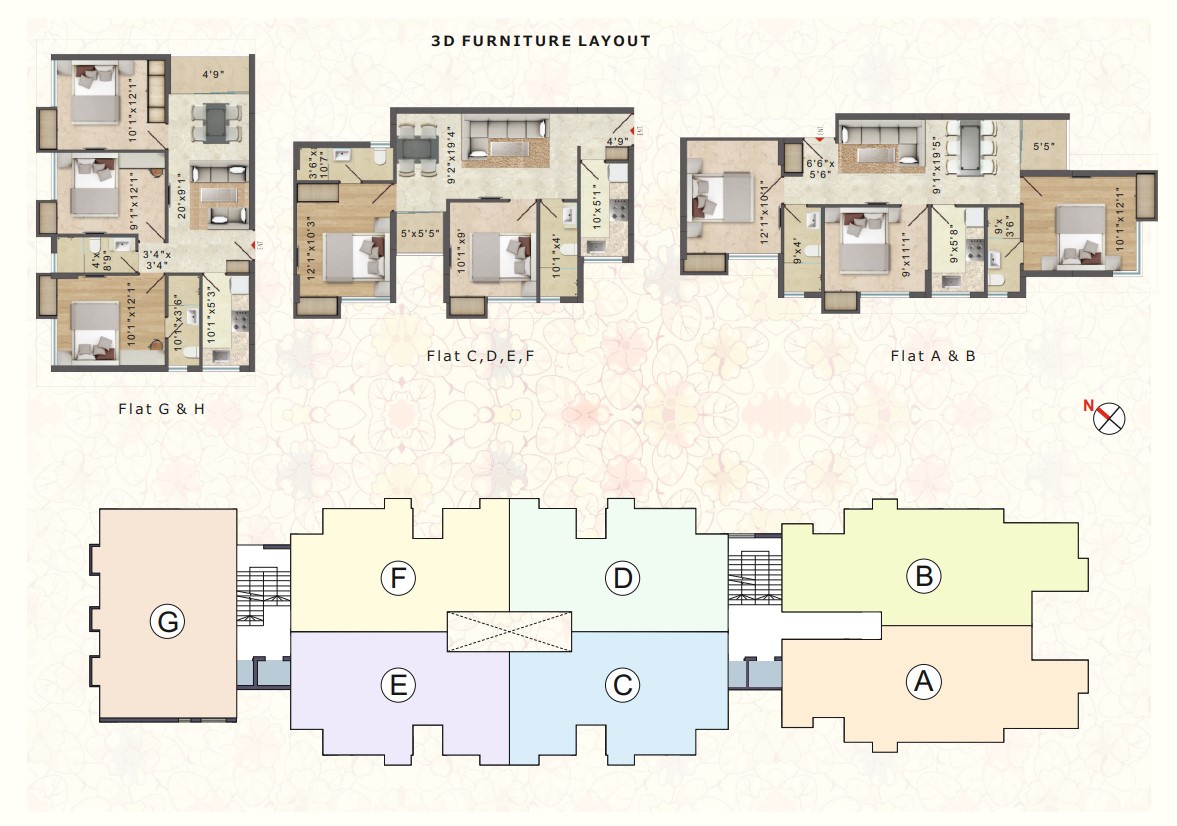 3D FURNITURE LAYOUT
10'1"x12'1"
4'9"
9'1"x12'1"
20'x9'1"
4'x
8'9"
3'4"x
3'4"
ENT
10'1"x12'1"
10'1"x3'6"
10'1"x5'3"
Flat G & H
3'6"x
10'7"
9'2"x19'4"
4'9"
ENT
12'1"x10'3"
5'x5'5"
10'1"x9'
10'1"x4'
10'x5'1"
Flat C,D,E,F
ENT
6'6"x
5'6"
12'1"x10'1"
9'1"x19'5"
5'5"
9'x4'
9'x11'1"
9'x5'8"
9'x
3'6"
10'1"x12'1"
Flat A & B
N
F
D
B
G
E
C
A